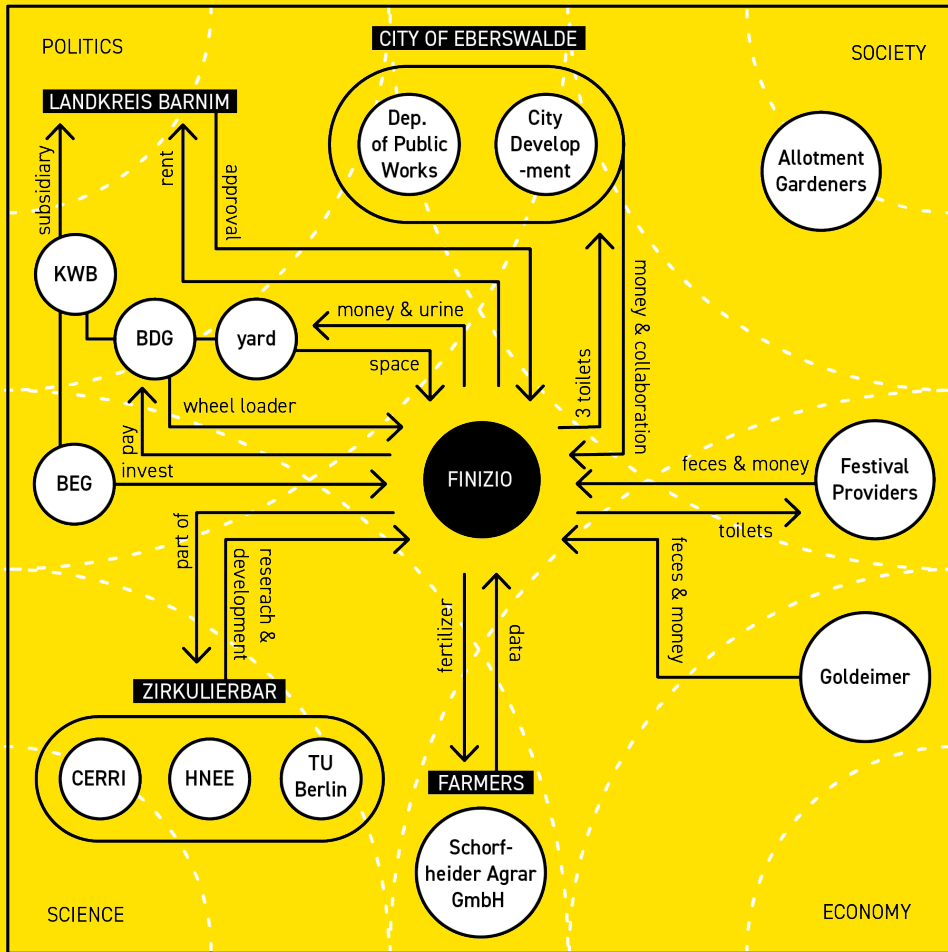 POLITICS
CITY OF EBERSWALDE
SOCIETY
LANDKREIS BARNIM
Dep.
of Public
Works
City
Develop
-ment
Allotment
Gardeners
subsidiary
rent
approval
KWB
BDG
yard
money & urine
space
3 toilets
money & collaboration
wheel loader
pay
invest
BEG
FINIZIO
feces & money
Festival
Providers
toilets
part of
reserach &
development
fertilizer
data
feces & money
Goldeimer
ZIRKULIERBAR
CERRI
HNEE
TU
Berlin
FARMERS
Schorf-
heider Agrar
GmbH
SCIENCE
ECONOMY